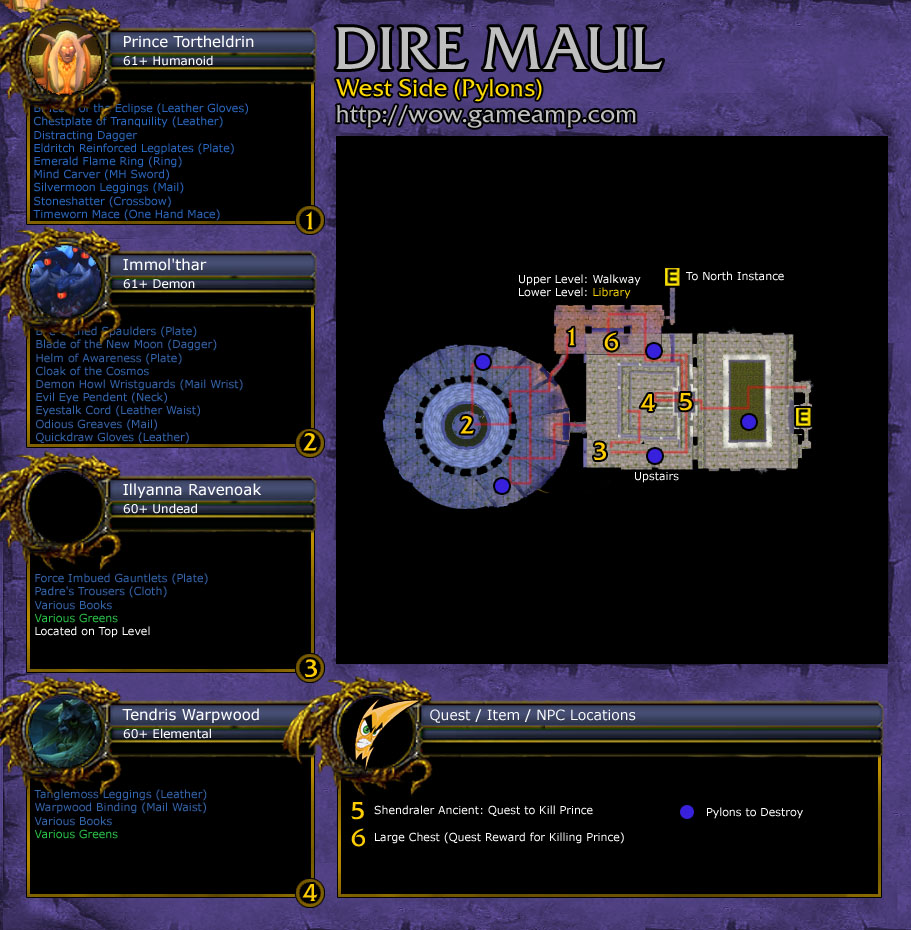 DIRE MAUL
West Side (Pylons)
http://wow.gameamp.com
Prince Tortheldrin
61+ Humanoid
of the Eclipse (Leather Gloves)
Chestplate of Tranquility (Leather)
Distracting Dagger
Eldritch Reinforced Legplates (Plate)
Emerald Flame Ring (Ring)
Mind Carver (MH Sword)
Silvermoon Leggings (Mail)
Stoneshatter (Crossbow)
Timeworn Mace (One Hand Mace)
1
Immol'thar
61+ Demon
Spaulders (Plate)
Blade of the New Moon (Dagger)
Helm of Awareness (Plate)
Cloak of the Cosmos
Demon Howl Wristguards (Mail Wrist)
Evil Eye Pendent (Neck)
Eyestalk Cord (Leather Waist)
Odious Greaves (Mail)
Quickdraw Gloves (Leather)
2
Illyanna Ravenoak
60+ Undead
Force Imbued Gauntlets (Plate)
Padre's Trousers (Cloth)
Various Books
Various Greens
Located on Top Level
3
Tendris Warpwood
60+ Elemental
Tanglemoss Leggings (Leather)
Warpwood Binding (Mail Waist)
Various Books
Various Greens
4
Upper Level: Walkway
Lower Level: Library
E To North Instance
1
6
2
4
5
E
3
Upstairs
Quest / Item / NPC Locations
5 Shendraler Ancient: Quest to Kill Prince
Pylons to Destroy
6 Large Chest (Quest Reward for Killing Prince)